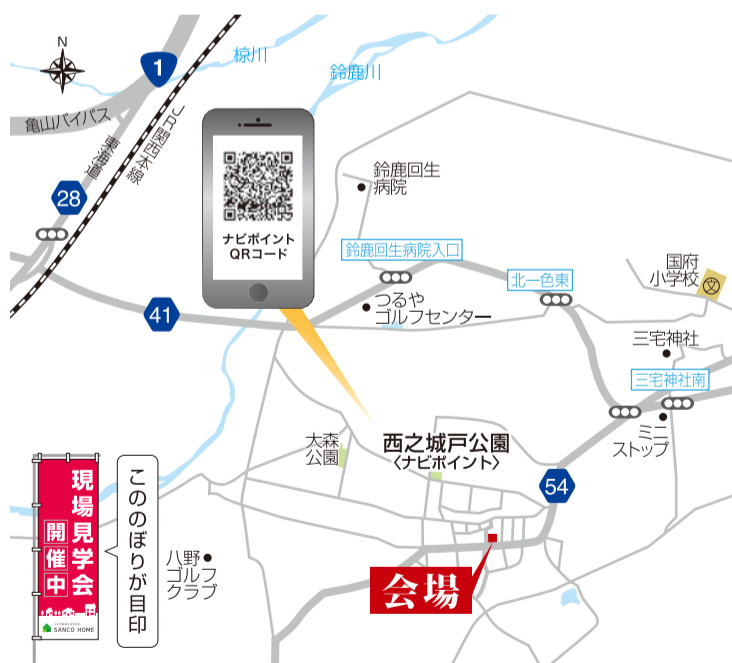 N
1
椋川
鈴鹿川
亀山バイパス
JR関西本線
東海道
28
ナビポイント
QRコード
鈴鹿回生
病院
鈴鹿回生病院入口
北一色東
国府
小学校
文
つるや
ゴルフセンター
41
三宅神社
三宅神社南
ミニ
ストップ
大森
公園
西之城戸公園
〈ナビポイント〉
54
会場
八野
ゴルフ
クラブ
こののぼりが目印
現場見学会
開催中
SANCO HOME